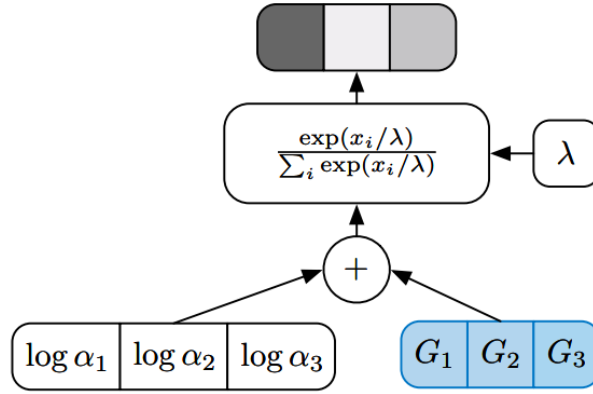 exp(x_i/λ)
∑_i exp(x_i/λ)
λ
+
log α_1 log α_2 log α_3
G_1 G_2 G_3